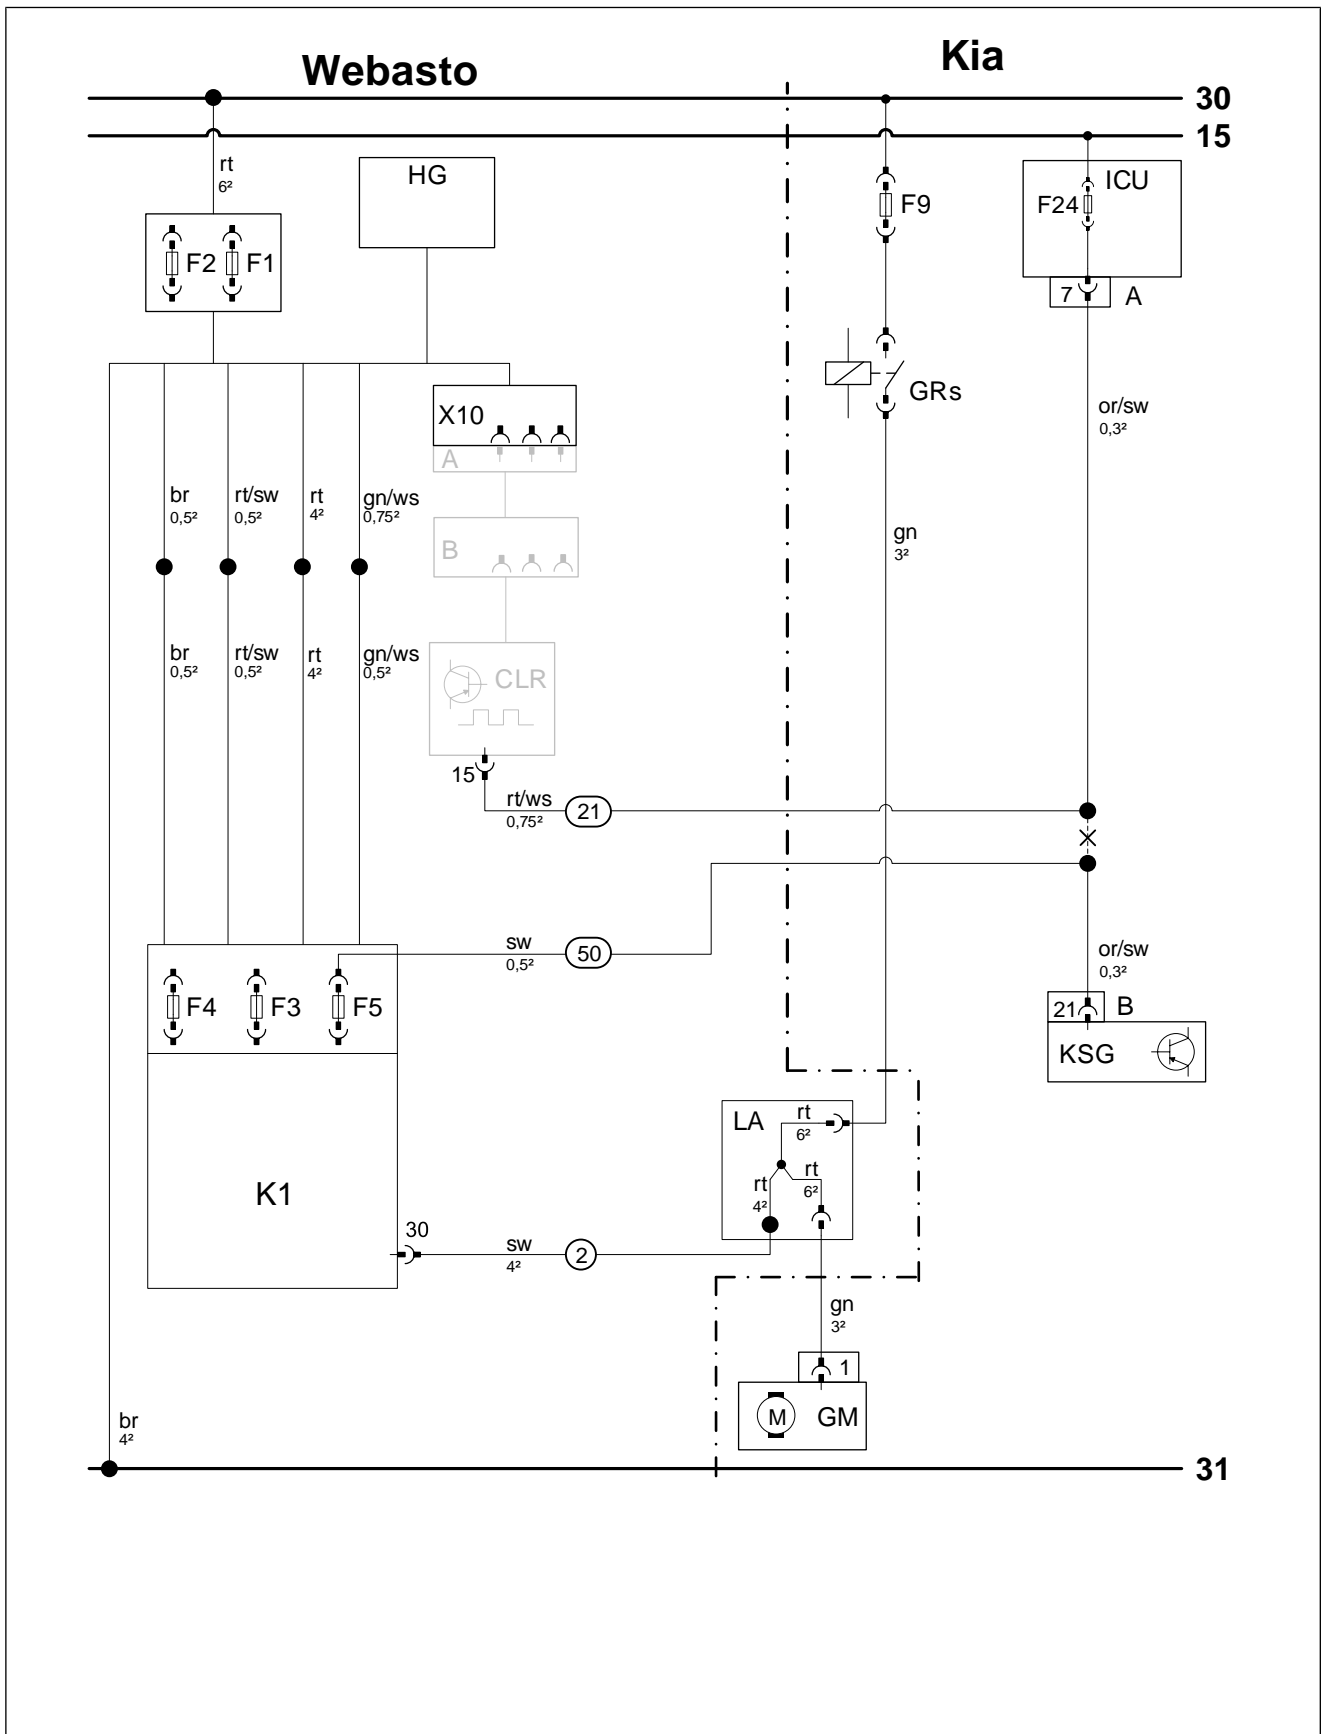 Webasto
Kia
30
15
rt
6²
HG
ICU
F24
F9
F2
F1
7
A
X10
A
GRs
or/sw
0,3²
br
0,5²
rt/sw
0,5²
rt
4²
gn/ws
0,75²
B
gn
3²
br
0,5²
rt/sw
0,5²
rt
4²
gn/ws
0,5²
CLR
15
rt/ws
0,75²
21
sw
0,5²
50
or/sw
0,3²
F4
F3
F5
21
B
KSG
LA
rt
6²
rt
6²
rt
4²
K1
30
sw
4²
2
gn
3²
1
M
GM
br
4²
31